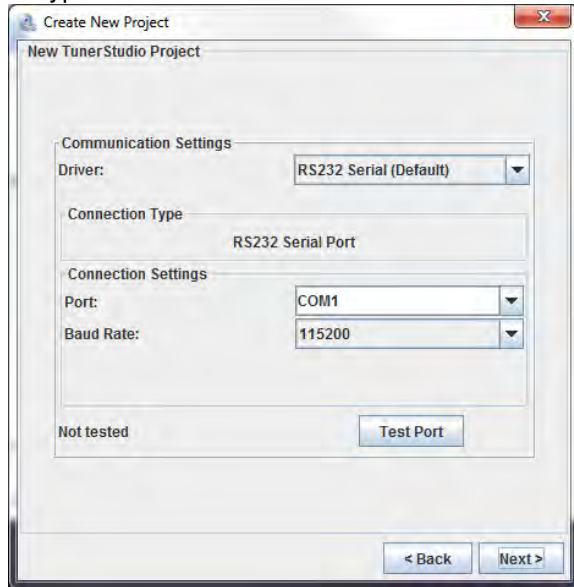 Create New Project
New TunerStudio Project
Communication Settings
Driver: RS232 Serial (Default)
Connection Type
RS232 Serial Port
Connection Settings
Port: COM1
Baud Rate: 115200
Not tested Test Port
< Back Next >